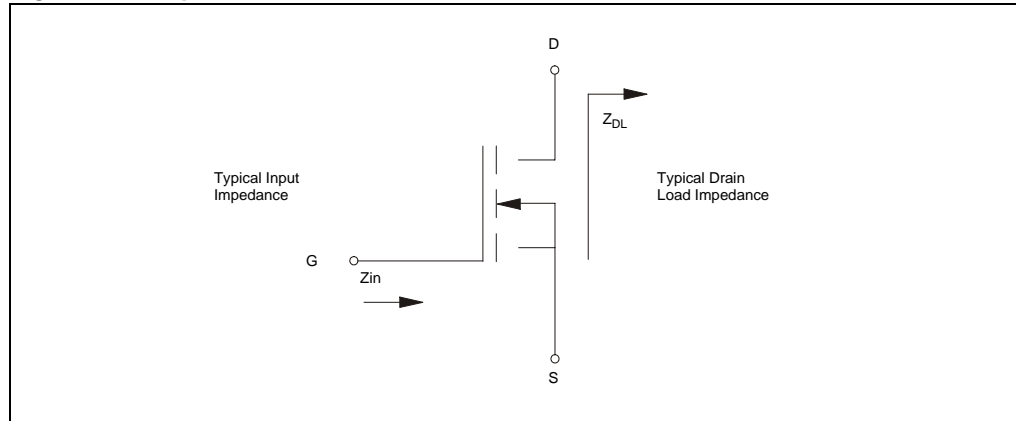 D
Z_DL
Typical Input
Impedance
Typical Drain
Load Impedance
G
Zin
S